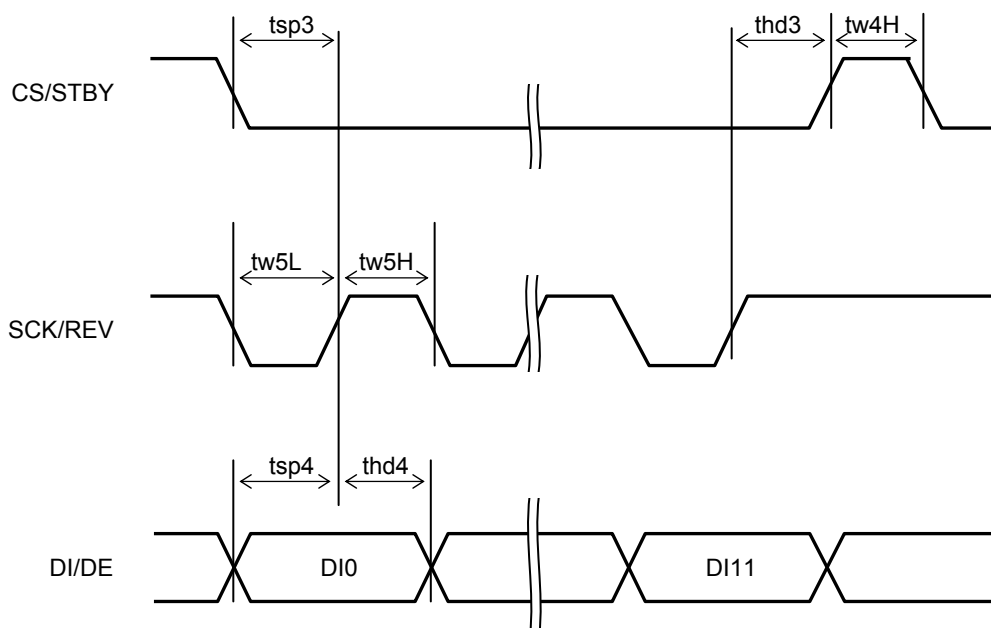 tsp3 thd3 tw4H
CS/STBY
tw5L tw5H
SCK/REV
tsp4 thd4
DI/DE DI0 DI11